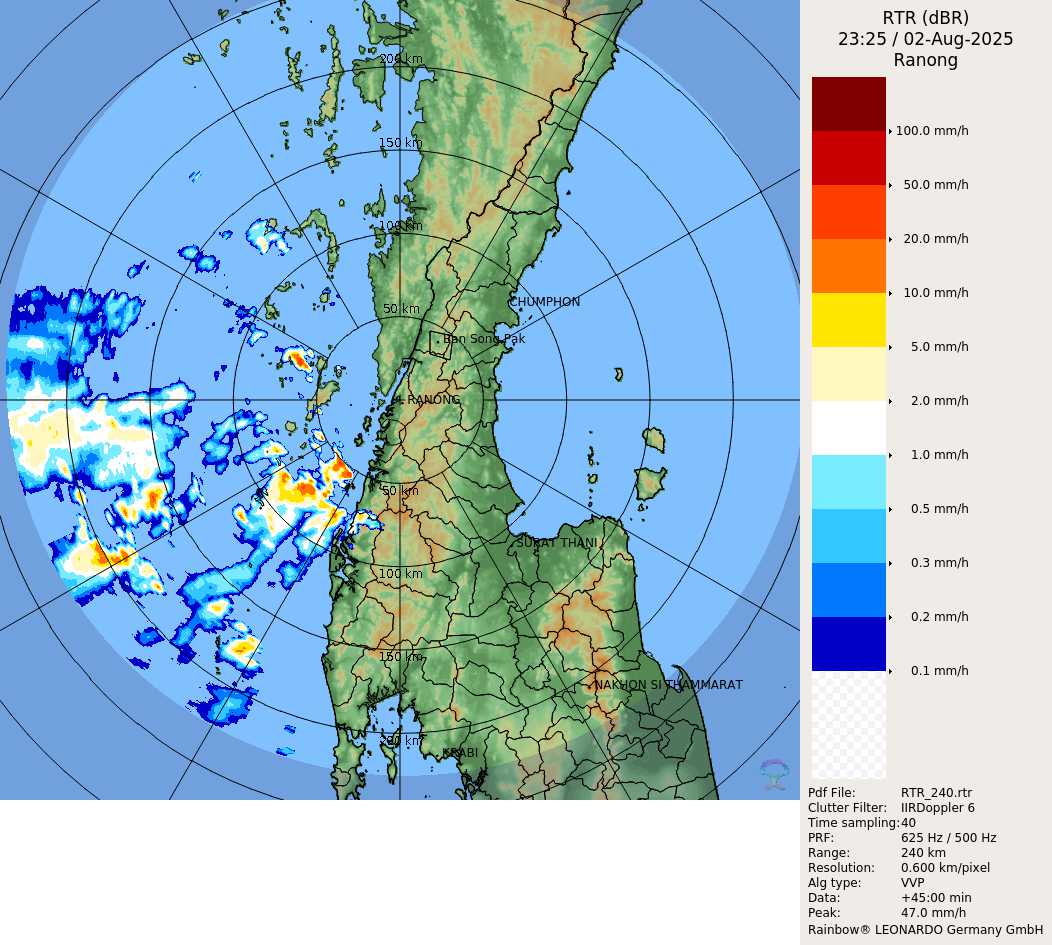 RTR (dBR)
23:25 / 02-Aug-2025
Ranong
100.0 mm/h
50.0 mm/h
20.0 mm/h
10.0 mm/h
5.0 mm/h
2.0 mm/h
1.0 mm/h
0.5 mm/h
0.3 mm/h
0.2 mm/h
0.1 mm/h
Pdf File: RTR_240.rtr
Clutter Filter: IIRDoppler 6
Time sampling:40
PRF: 625 Hz / 500 Hz
Range: 240 km
Resolution: 0.600 km/pixel
Alg type: VVP
Data: +45:00 min
Peak: 47.0 mm/h
Rainbow® LEONARDO Germany GmbH
200 km
150 km
100 km
50 km
CHUMPHON
Ban Song Pak
RANONG
50 km
SURAT THANI
100 km
150 km
NAKHON SI THAMMARAT
200 km
KRABI